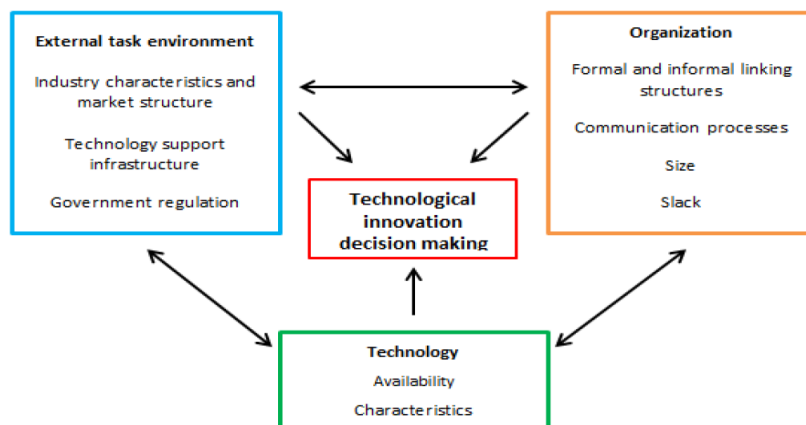 External task environment
Industry characteristics and
market structure
Technology support
infrastructure
Government regulation
Organization
Formal and informal linking
structures
Communication processes
Size
Slack
Technological
innovation
decision making
Technology
Availability
Characteristics